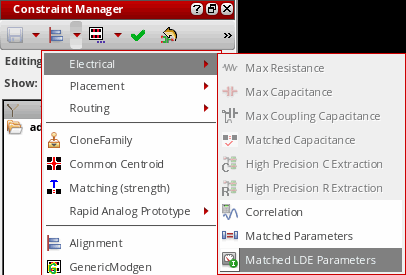 Constraint Manager
Editing
Show:
ad
Electrical
Placement
Routing
CloneFamily
Common Centroid
Matching (strength)
Rapid Analog Prototype
Alignment
GenericModgen
Max Resistance
Max Capacitance
Max Coupling Capacitance
Matched Capacitance
High Precision C Extraction
High Precision R Extraction
Correlation
Matched Parameters
Matched LDE Parameters